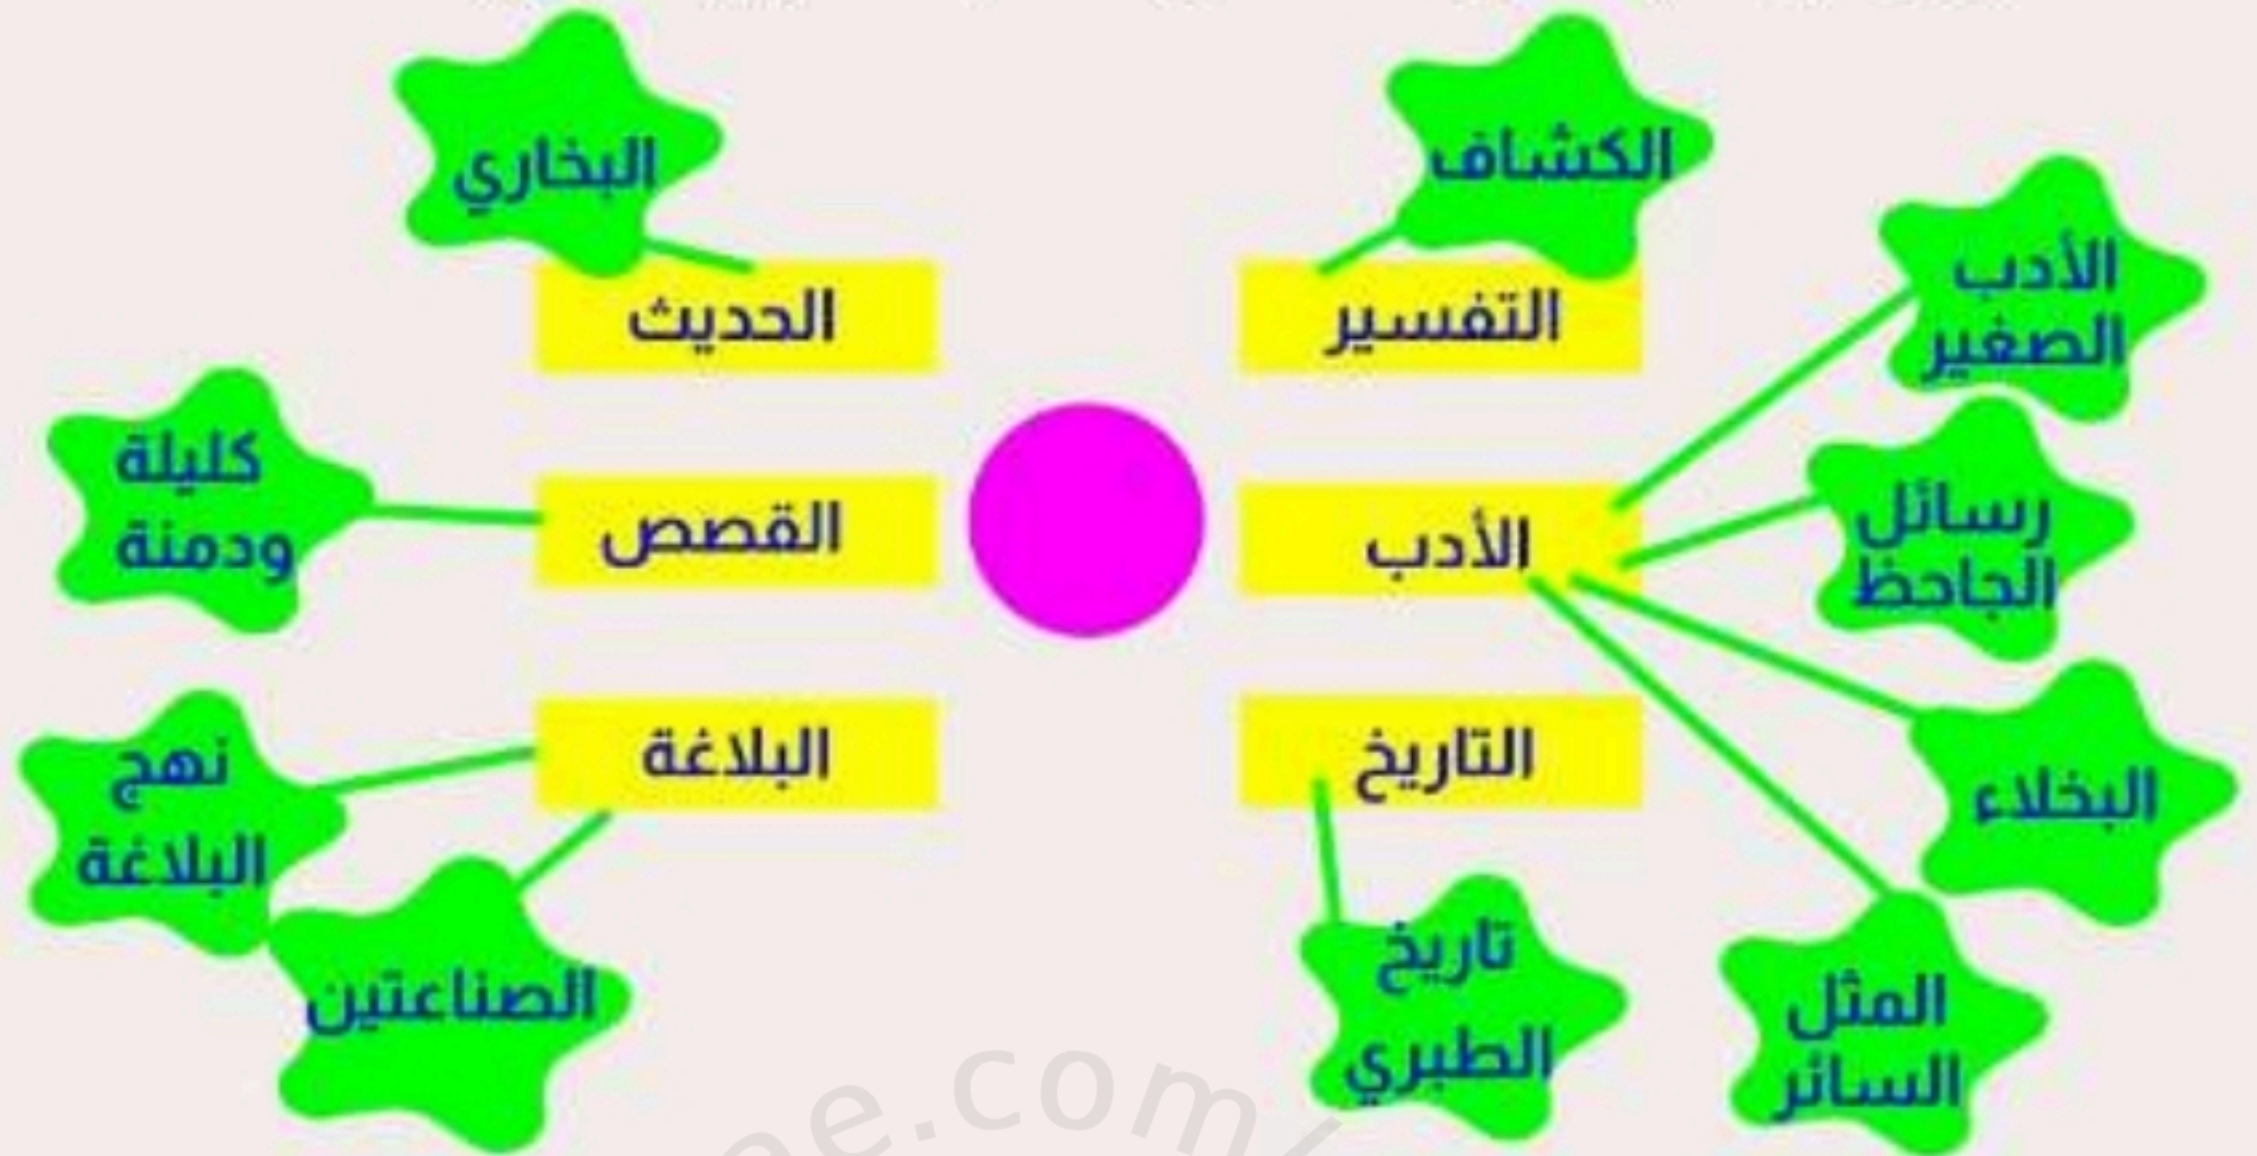 الكشاف
البخاري
الأدب
الصغير
التفسير
الحديث
كليلة
ودمنة
رسائل
الجاحظ
الأدب
القصص
البخلاء
التاريخ
البلاغة
نهج
البلاغة
تاريخ
الطبري
المثل
السائر
الصناعتين